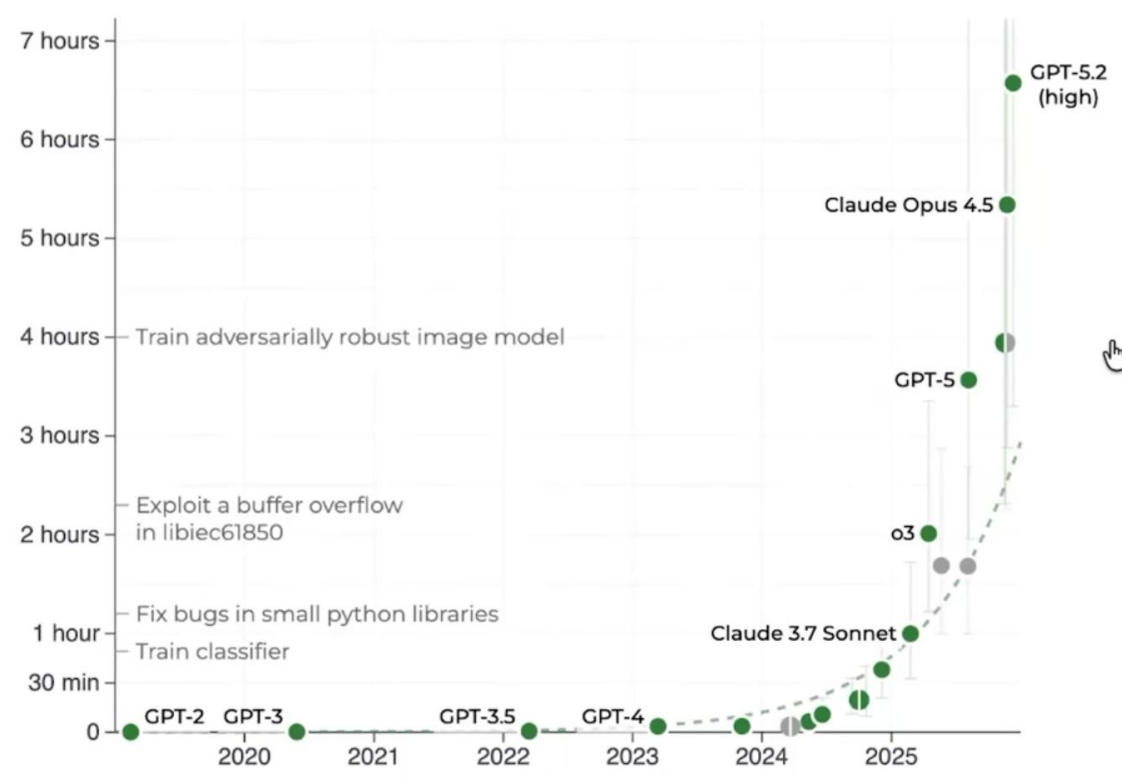 7 hours
GPT-5.2
(high)
6 hours
Claude Opus 4.5
5 hours
4 hours
Train adversarially robust image model
GPT-5
3 hours
Exploit a buffer overflow
in libiec61850
2 hours
o3
Fix bugs in small python libraries
1 hour
Claude 3.7 Sonnet
Train classifier
30 min
GPT-2
GPT-3
GPT-3.5
GPT-4
0
2020
2021
2022
2023
2024
2025